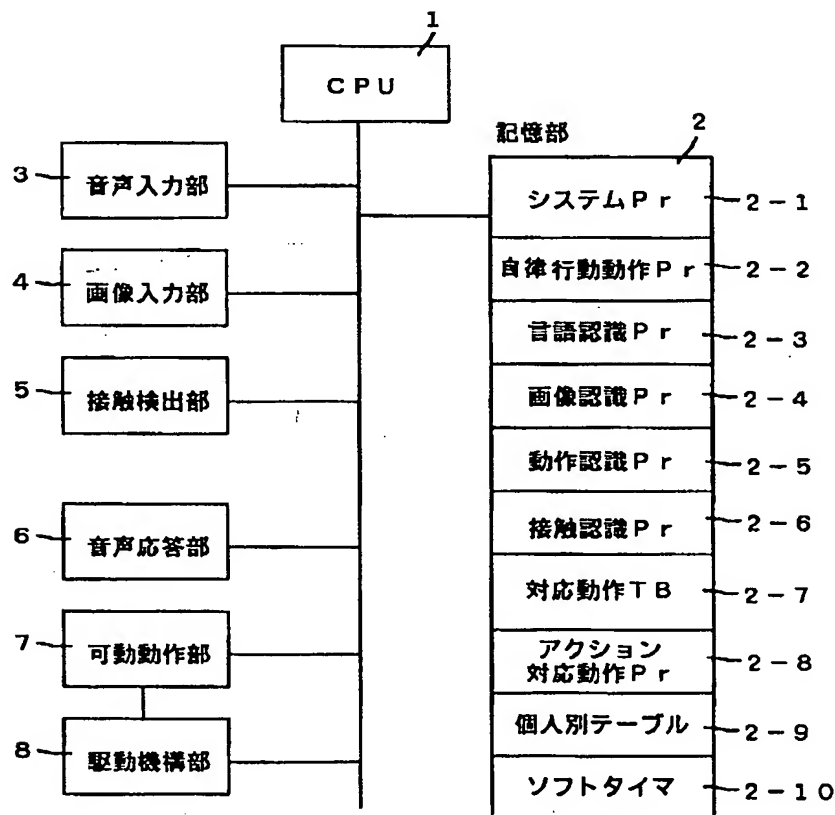 1
CPU
記憶部
2
3
音声入力部
システムPr
2-1
4
画像入力部
自律行動動作Pr
2-2
言語認識Pr
2-3
5
接触検出部
画像認識Pr
2-4
動作認識Pr
2-5
6
音声応答部
接触認識Pr
2-6
対応動作TB
2-7
7
可動動作部
アクション
対応動作Pr
2-8
個人別テーブル
2-9
8
駆動機構部
ソフトタイマ
2-10